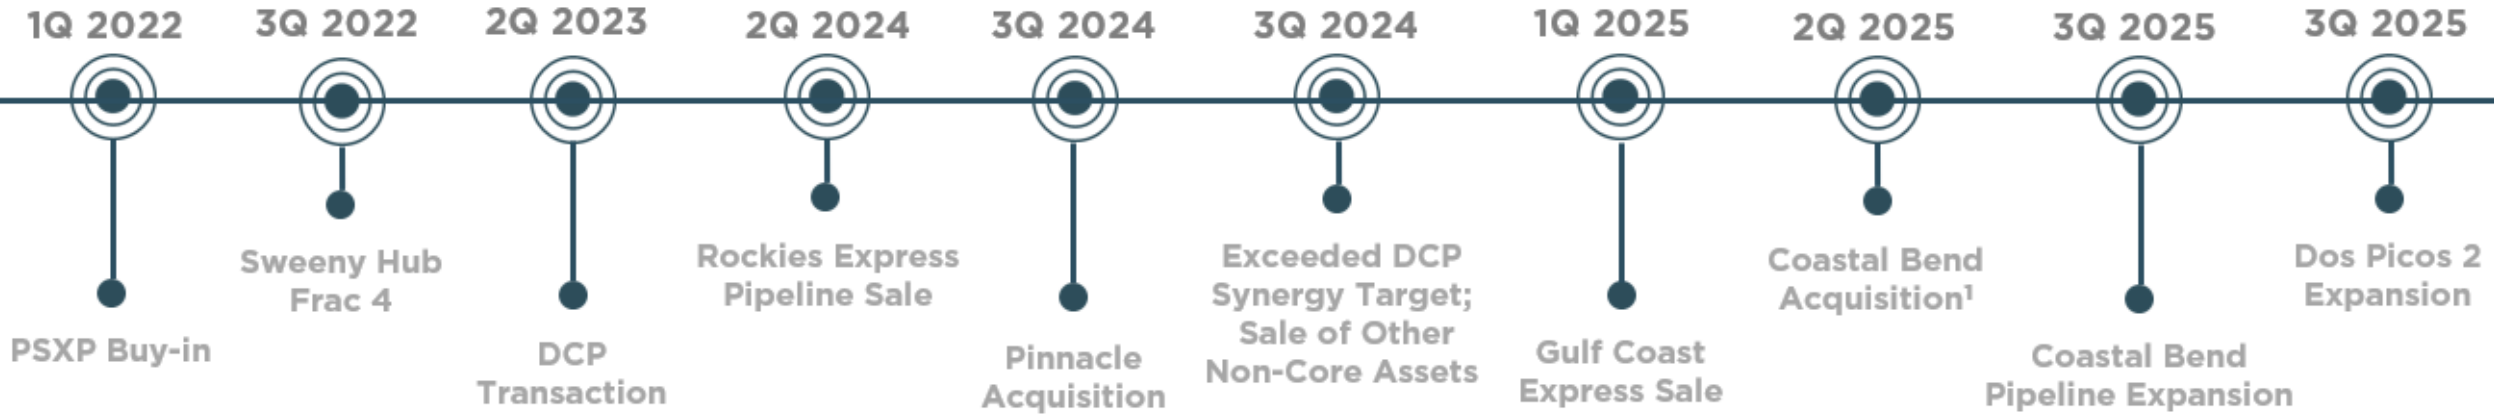 1Q 2022
3Q 2022
2Q 2023
2Q 2024
3Q 2024
3Q 2024
1Q 2025
2Q 2025
3Q 2025
3Q 2025
PSXP Buy-in
Sweeny Hub
Frac 4
DCP
Transaction
Rockies Express
Pipeline Sale
Pinnacle
Acquisition
Exceeded DCP
Synergy Target;
Sale of Other
Non-Core Assets
Gulf Coast
Express Sale
Coastal Bend
Acquisition¹
Coastal Bend
Pipeline Expansion
Dos Picos 2
Expansion